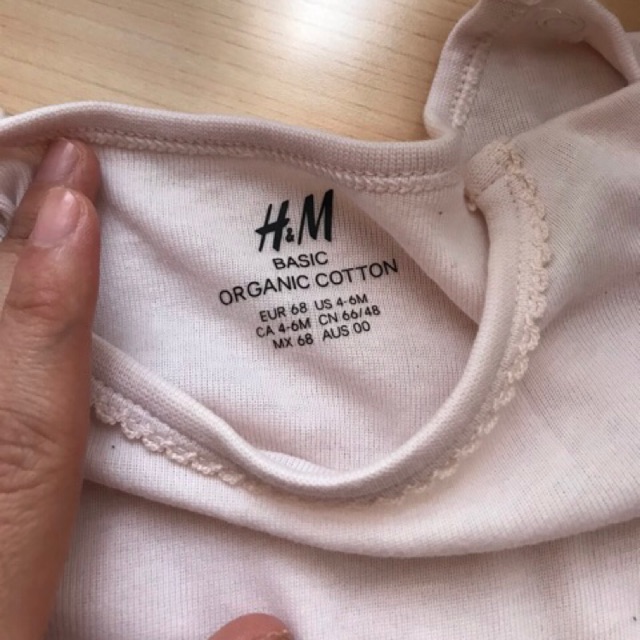 H&M
BASIC
ORGANIC COTTON
EUR 68 US 4-6M
CA 4-6M CN 66/48
MX 68 AUS 00